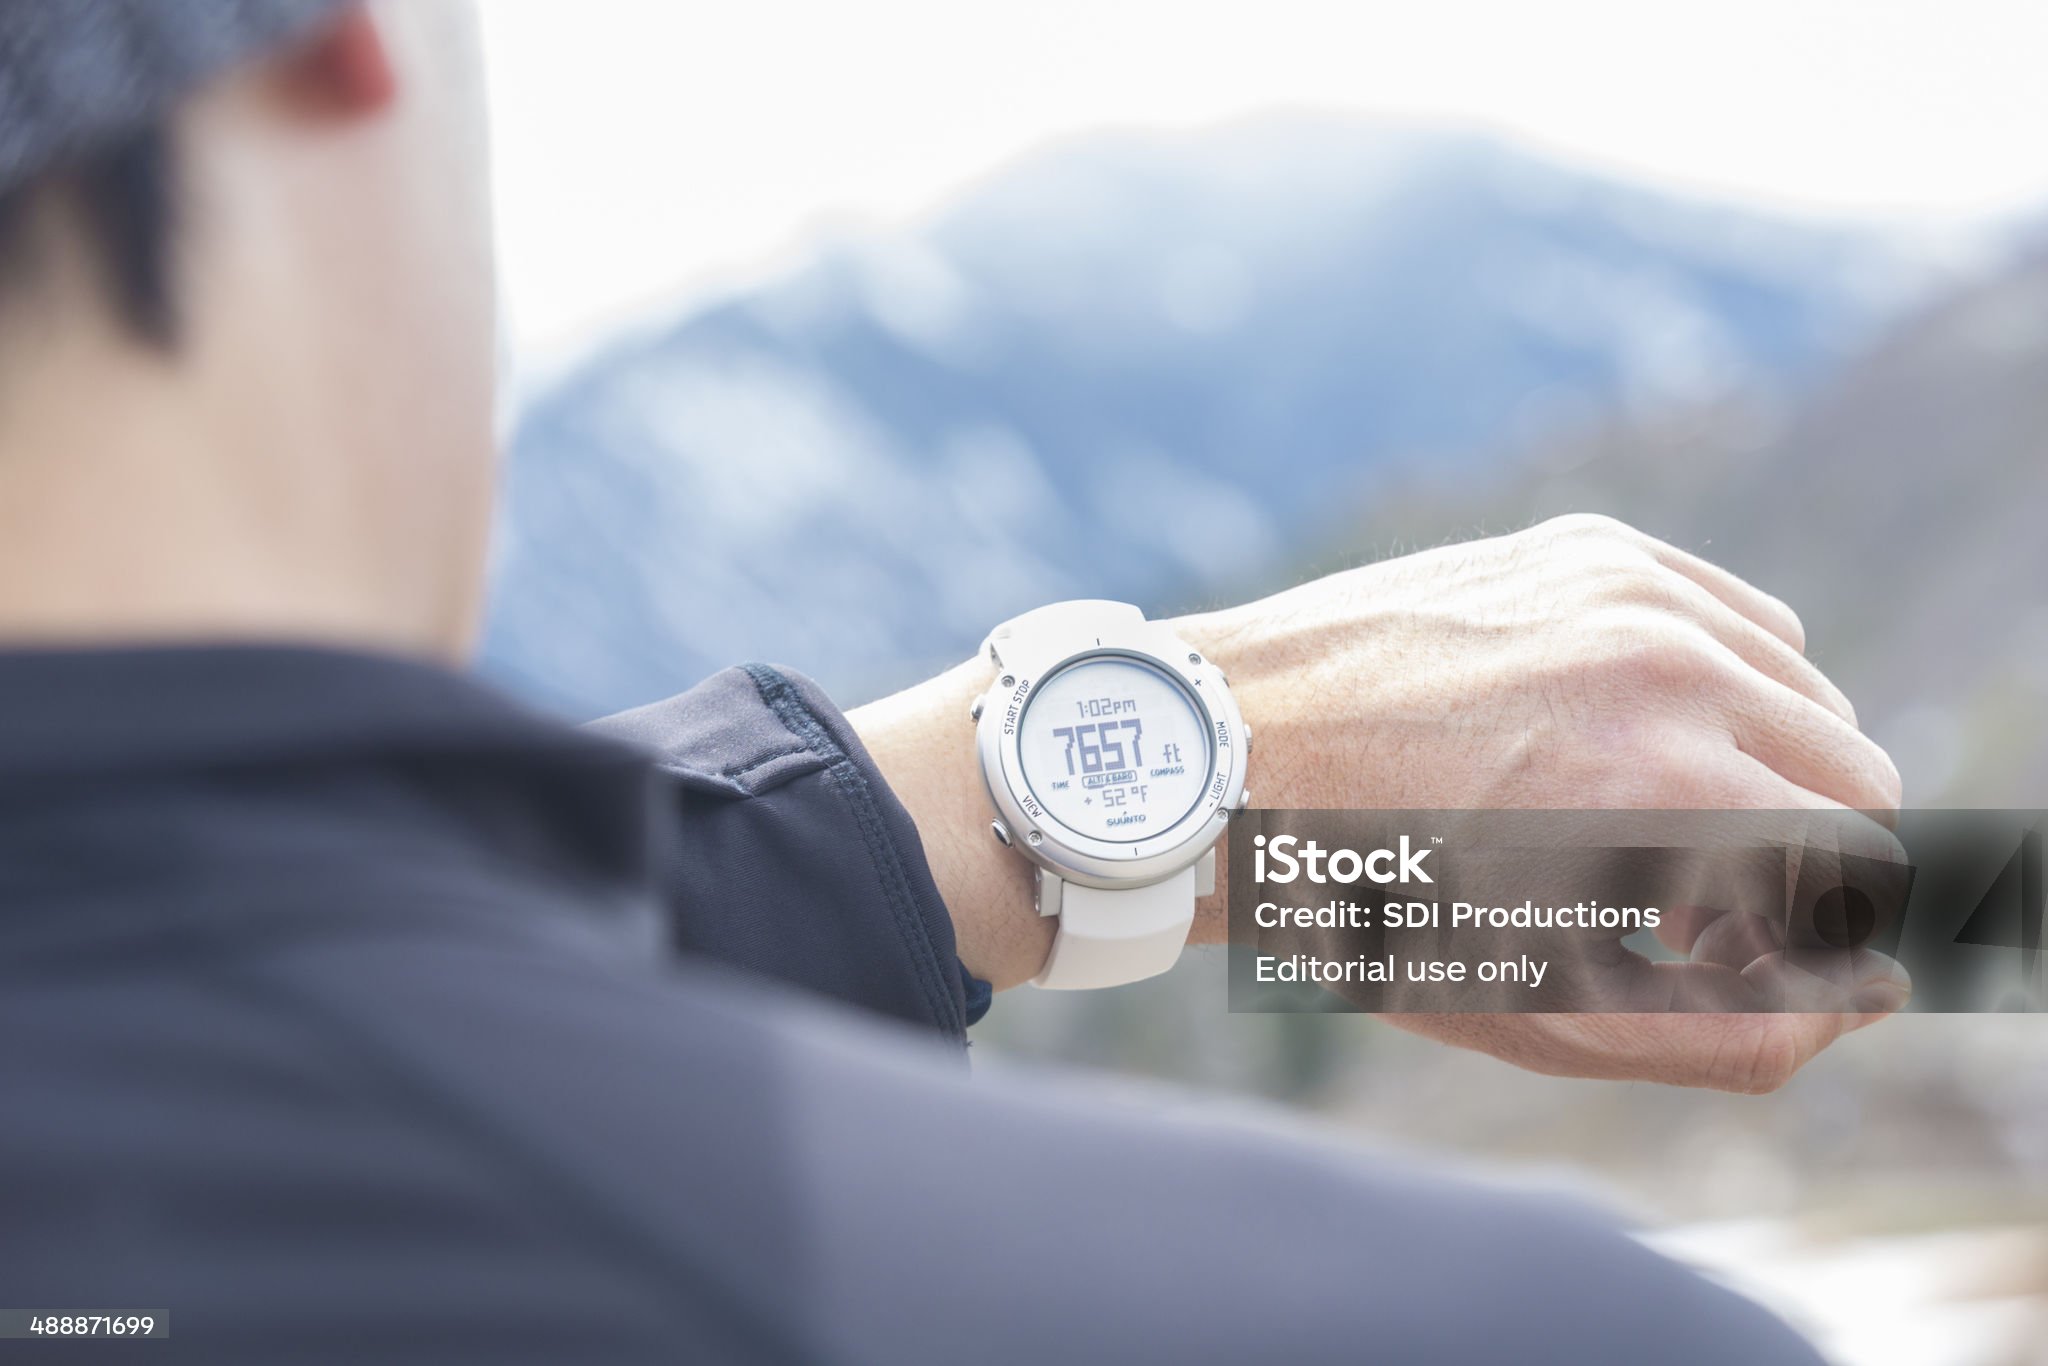 START STOP
+
MODE
1:02PM
7657 ft
TIME ALTI & BARO COMPASS
+ 52 °F
VIEW
- LIGHT
SUUNTO
iStock™
Credit: SDI Productions
Editorial use only
488871699